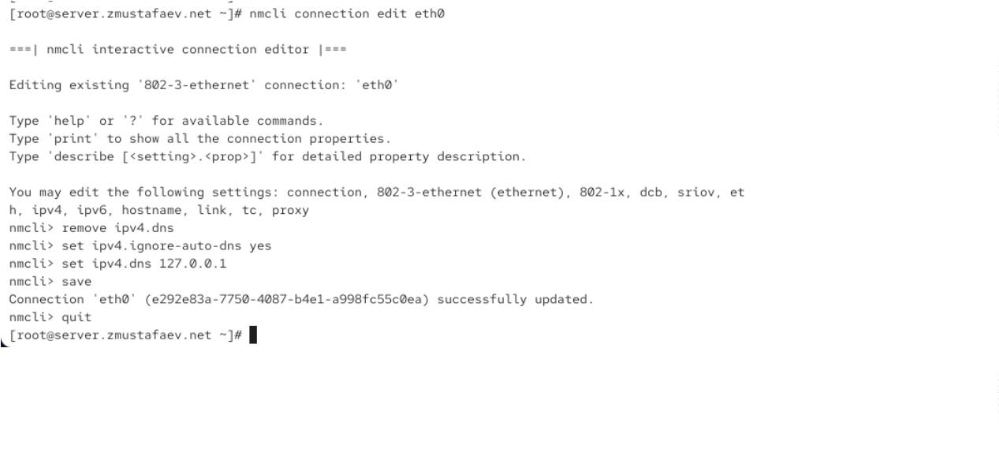 [root@server.zmustafaev.net ~]# nmcli connection edit eth0
===| nmcli interactive connection editor |===
Editing existing '802-3-ethernet' connection: 'eth0'
Type 'help' or '?' for available commands.
Type 'print' to show all the connection properties.
Type 'describe [<setting>.<prop>]' for detailed property description.
You may edit the following settings: connection, 802-3-ethernet (ethernet), 802-1x, dcb, sriov, et
h, ipv4, ipv6, hostname, link, tc, proxy
nmcli> remove ipv4.dns
nmcli> set ipv4.ignore-auto-dns yes
nmcli> set ipv4.dns 127.0.0.1
nmcli> save
Connection 'eth0' (e292e83a-7750-4087-b4e1-a998fc55c0ea) successfully updated.
nmcli> quit
[root@server.zmustafaev.net ~]#